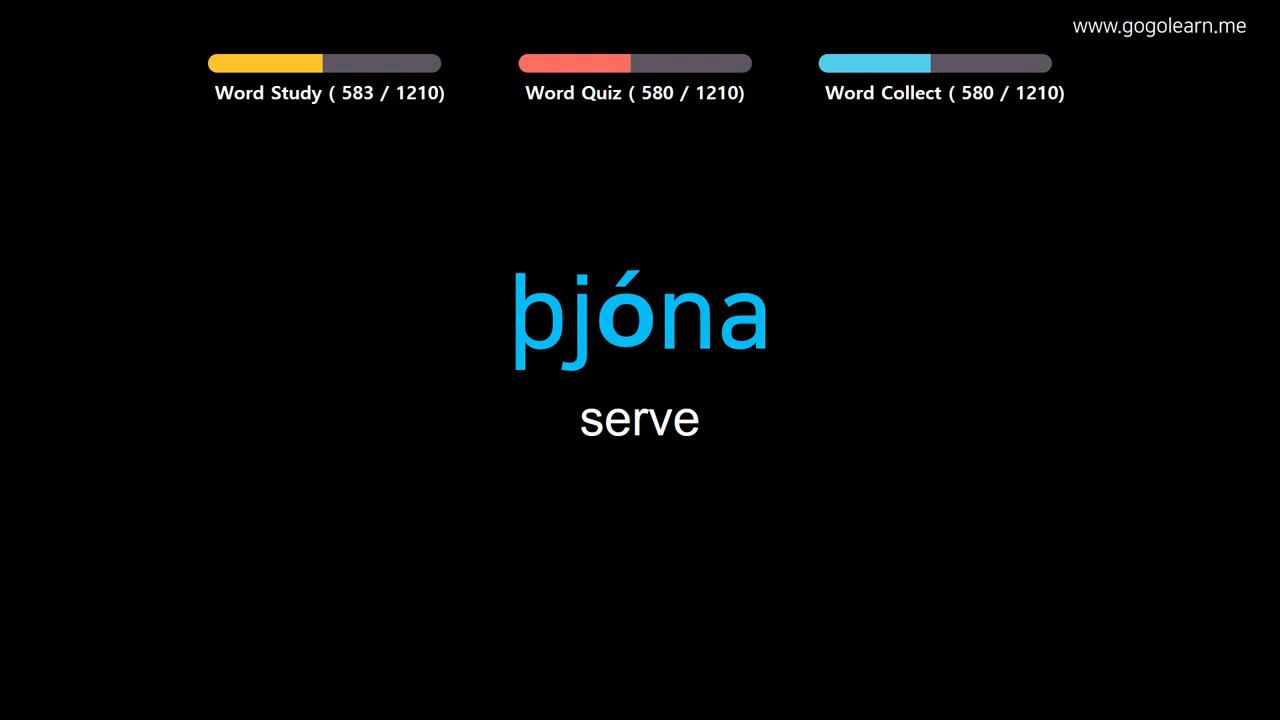 www.gogolearn.me
Word Study ( 583 / 1210)
Word Quiz ( 580 / 1210)
Word Collect ( 580 / 1210)
þjóna
serve